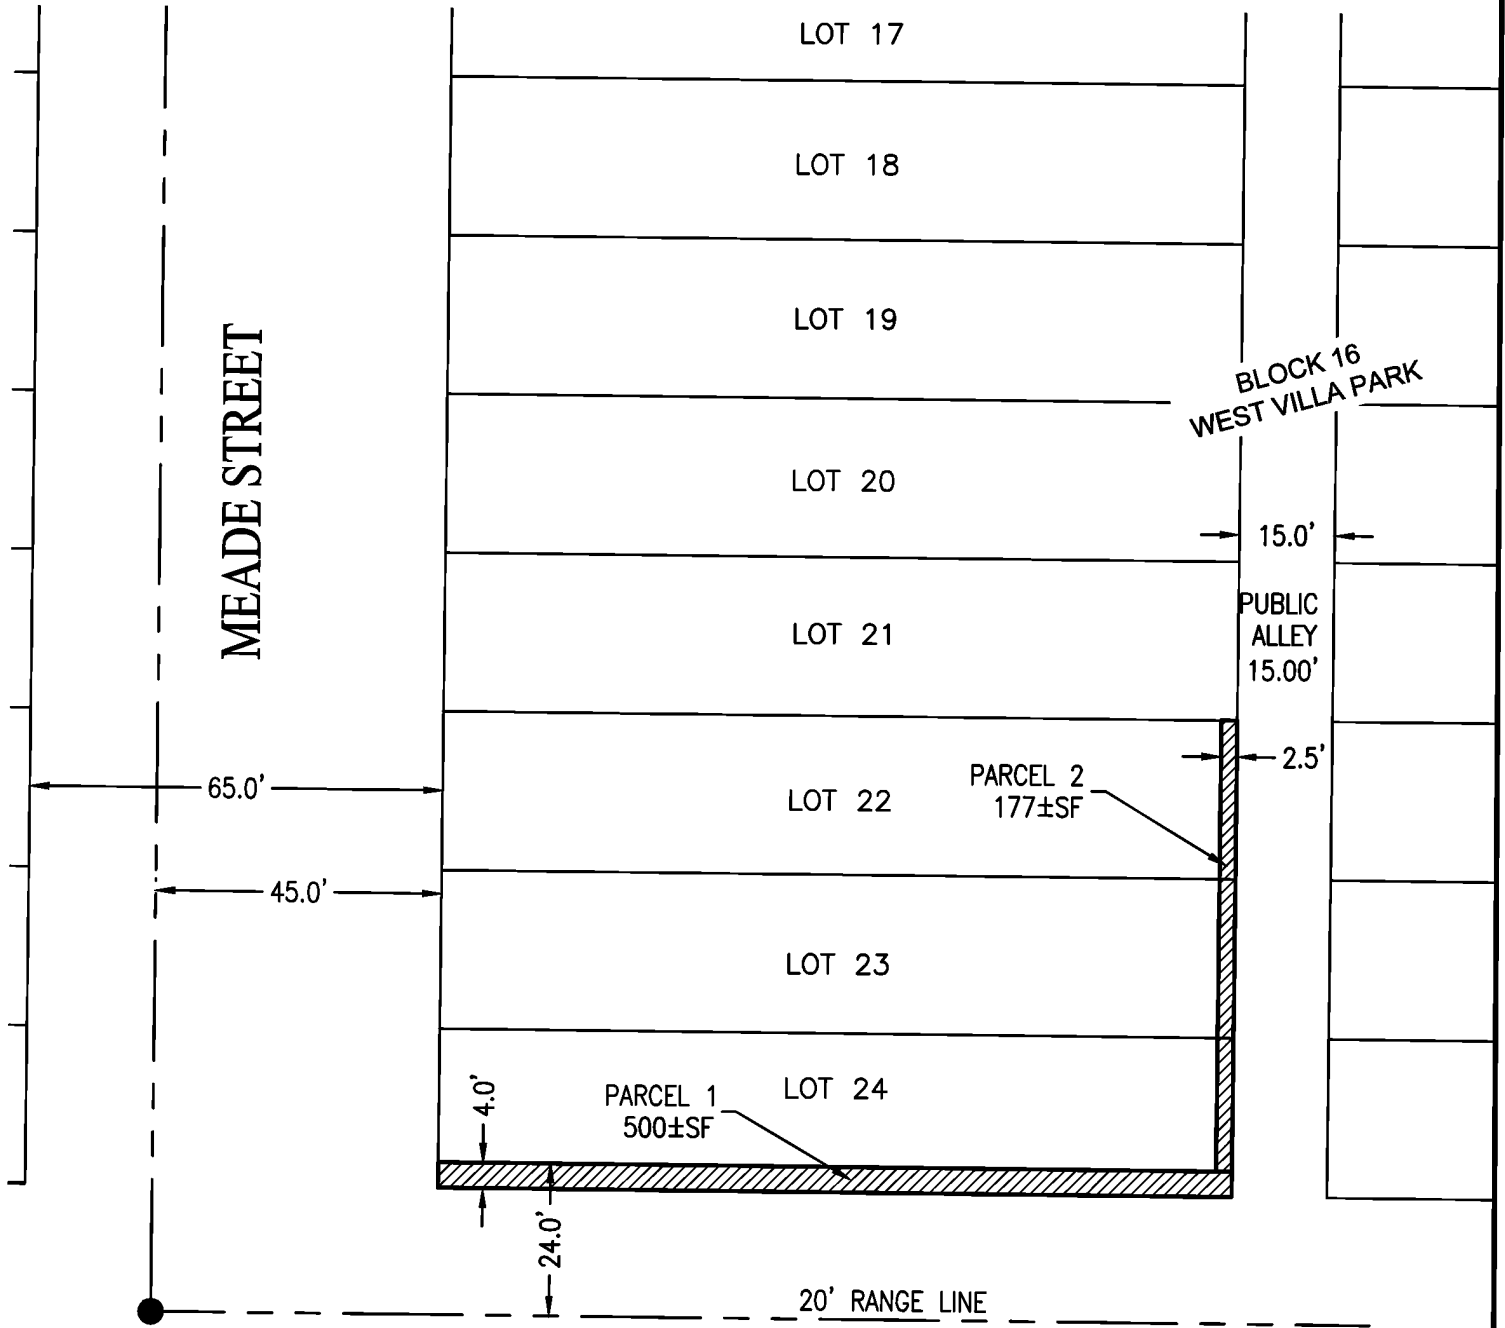 LOT 17
LOT 18
LOT 19
MEADE STREET
BLOCK 16
WEST VILLA PARK
LOT 20
15.0'
PUBLIC
ALLEY
15.00'
LOT 21
2.5'
PARCEL 2
177±SF
65.0'
LOT 22
45.0'
LOT 23
4.0'
PARCEL 1
500±SF
LOT 24
24.0'
20' RANGE LINE